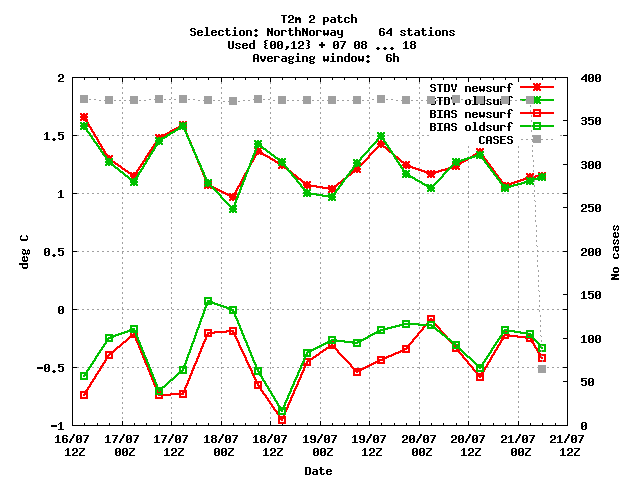 T2m 2 patch
Selection: NorthNorway     64 stations
Used {00,12} + 07 08 ... 18
Averaging window:  6h
2
1.5
1
0.5
0
-0.5
-1
deg C
400
350
300
250
200
150
100
50
0
No cases
STDV newsurf
STDV oldsurf
BIAS newsurf
BIAS oldsurf
CASES
16/07 17/07 17/07 18/07 18/07 19/07 19/07 20/07 20/07 21/07 21/07
12Z 00Z 12Z 00Z 12Z 00Z 12Z 00Z 12Z 00Z 12Z
Date